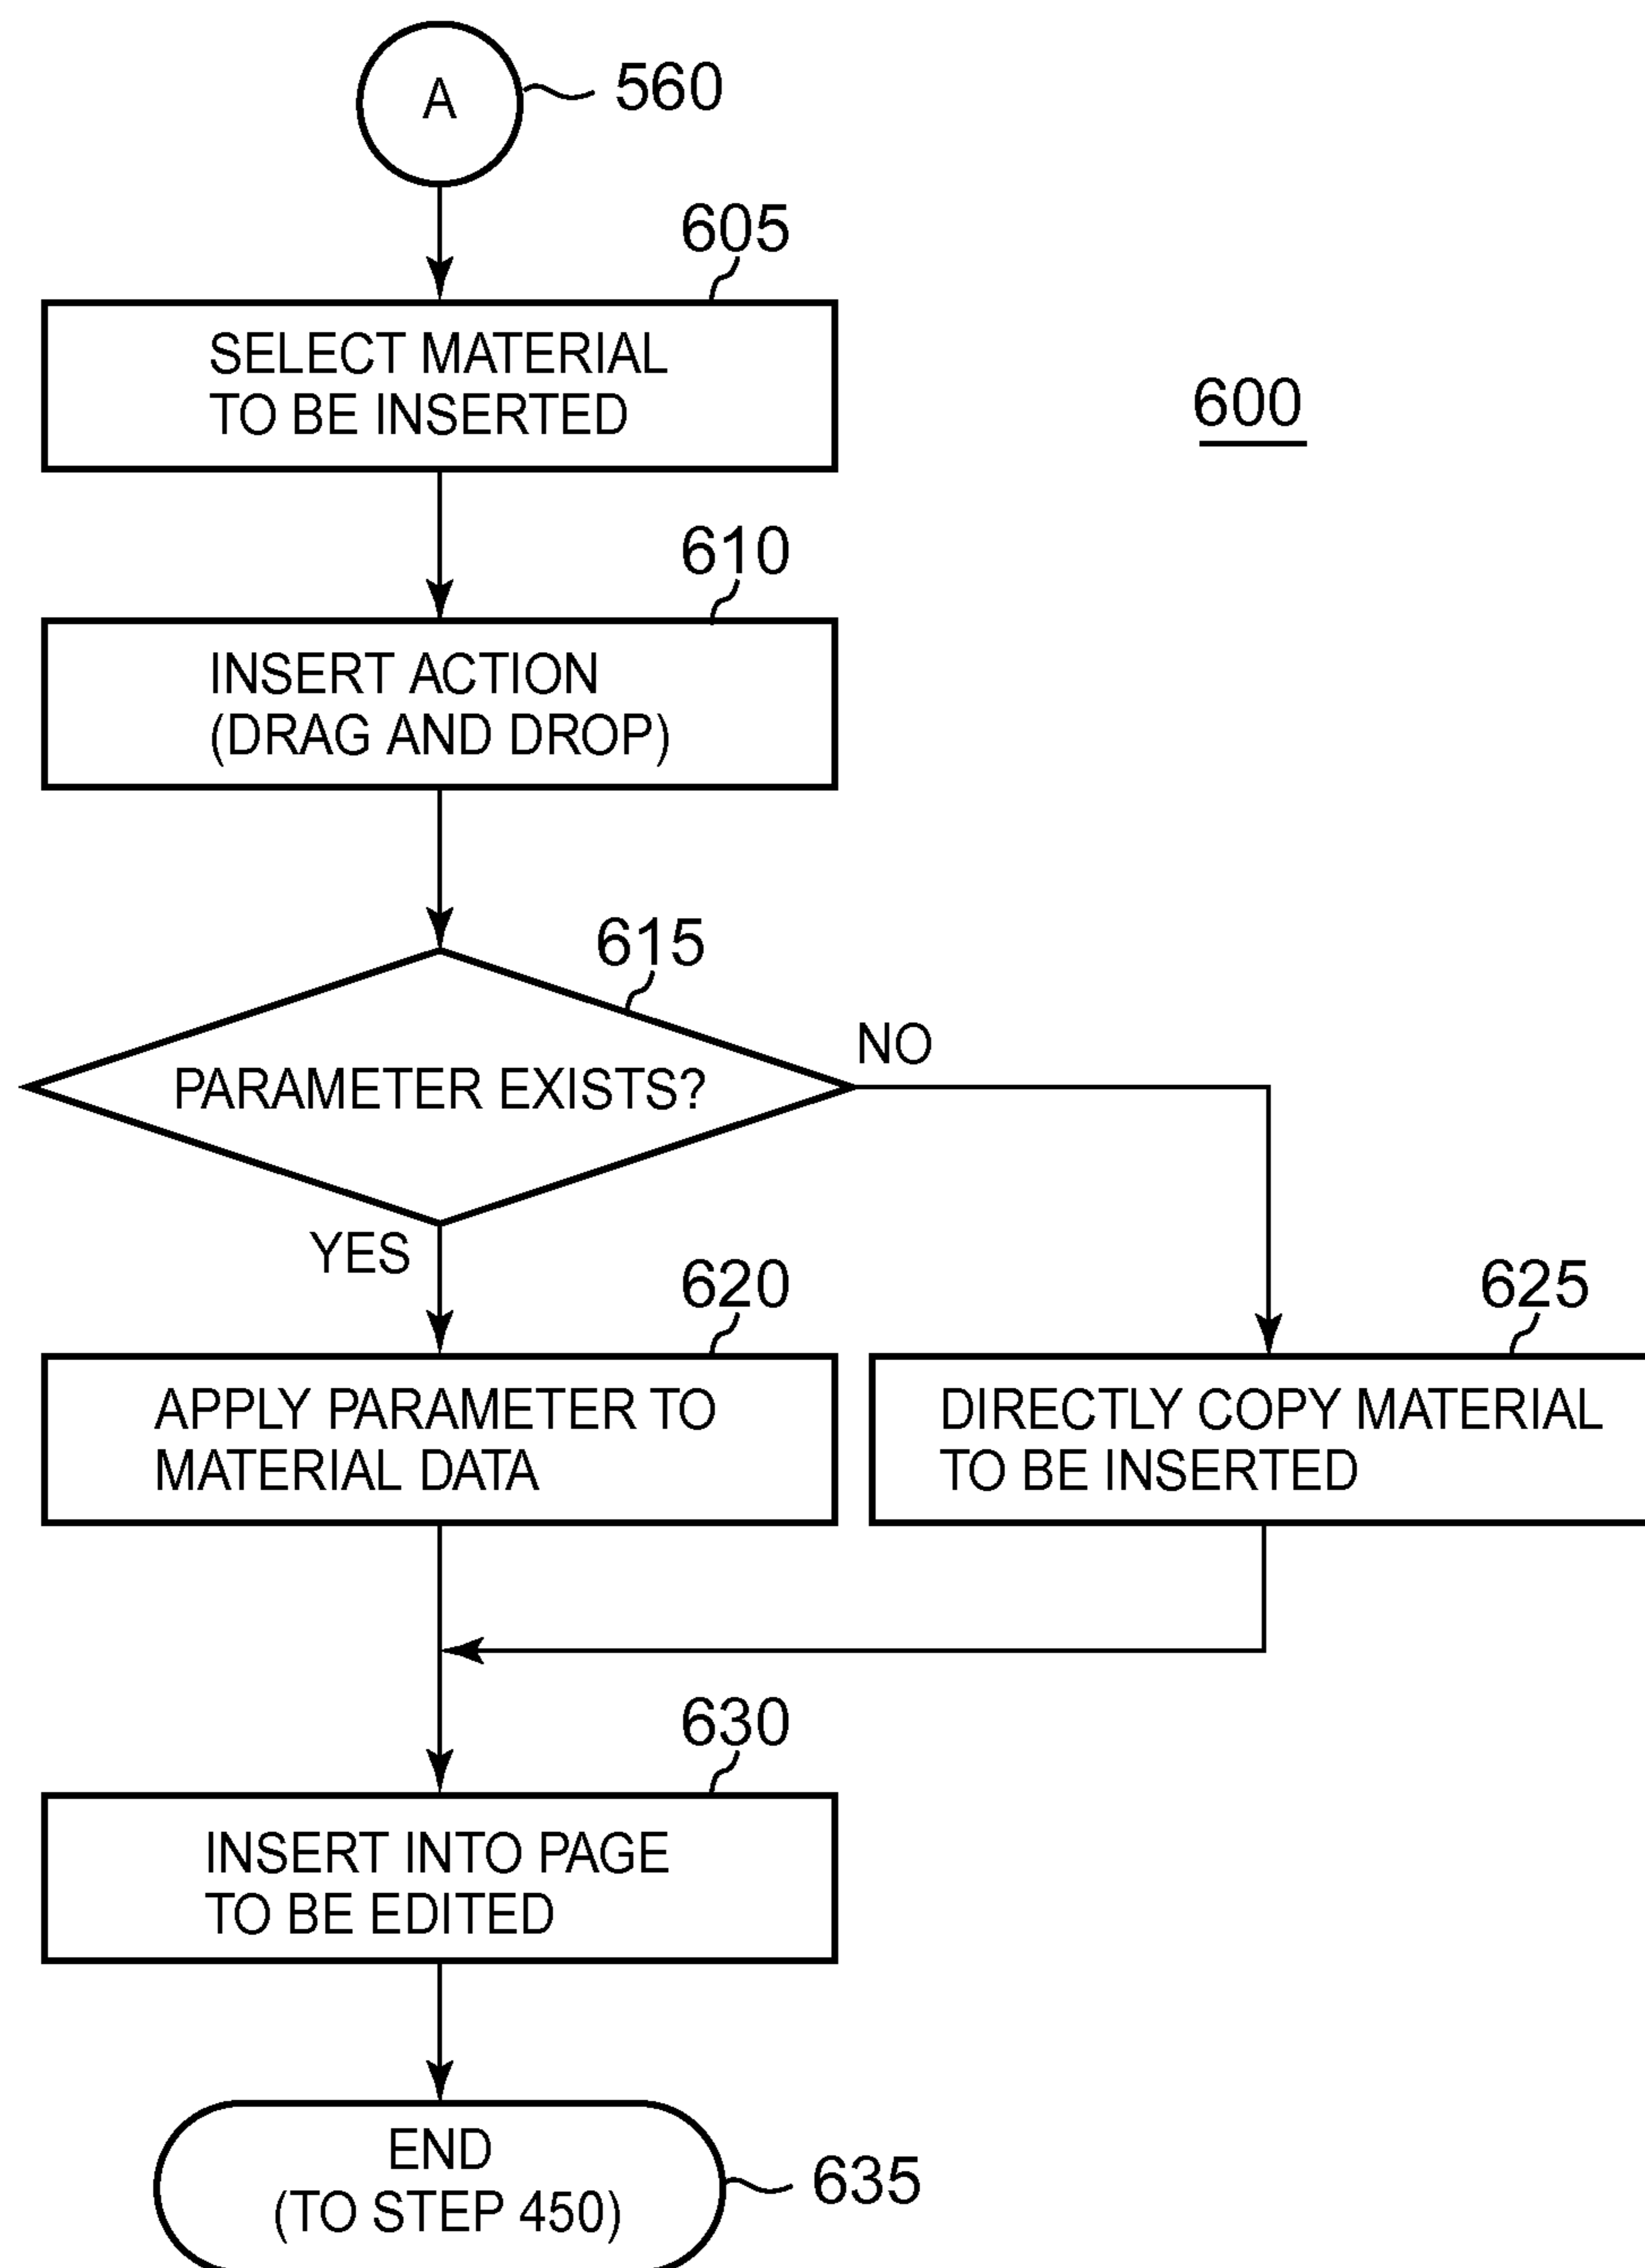 A
560
605
SELECT MATERIAL
TO BE INSERTED
600
610
INSERT ACTION
(DRAG AND DROP)
615
PARAMETER EXISTS?
NO
YES
620
APPLY PARAMETER TO
MATERIAL DATA
625
DIRECTLY COPY MATERIAL
TO BE INSERTED
630
INSERT INTO PAGE
TO BE EDITED
END
(TO STEP 450)
635